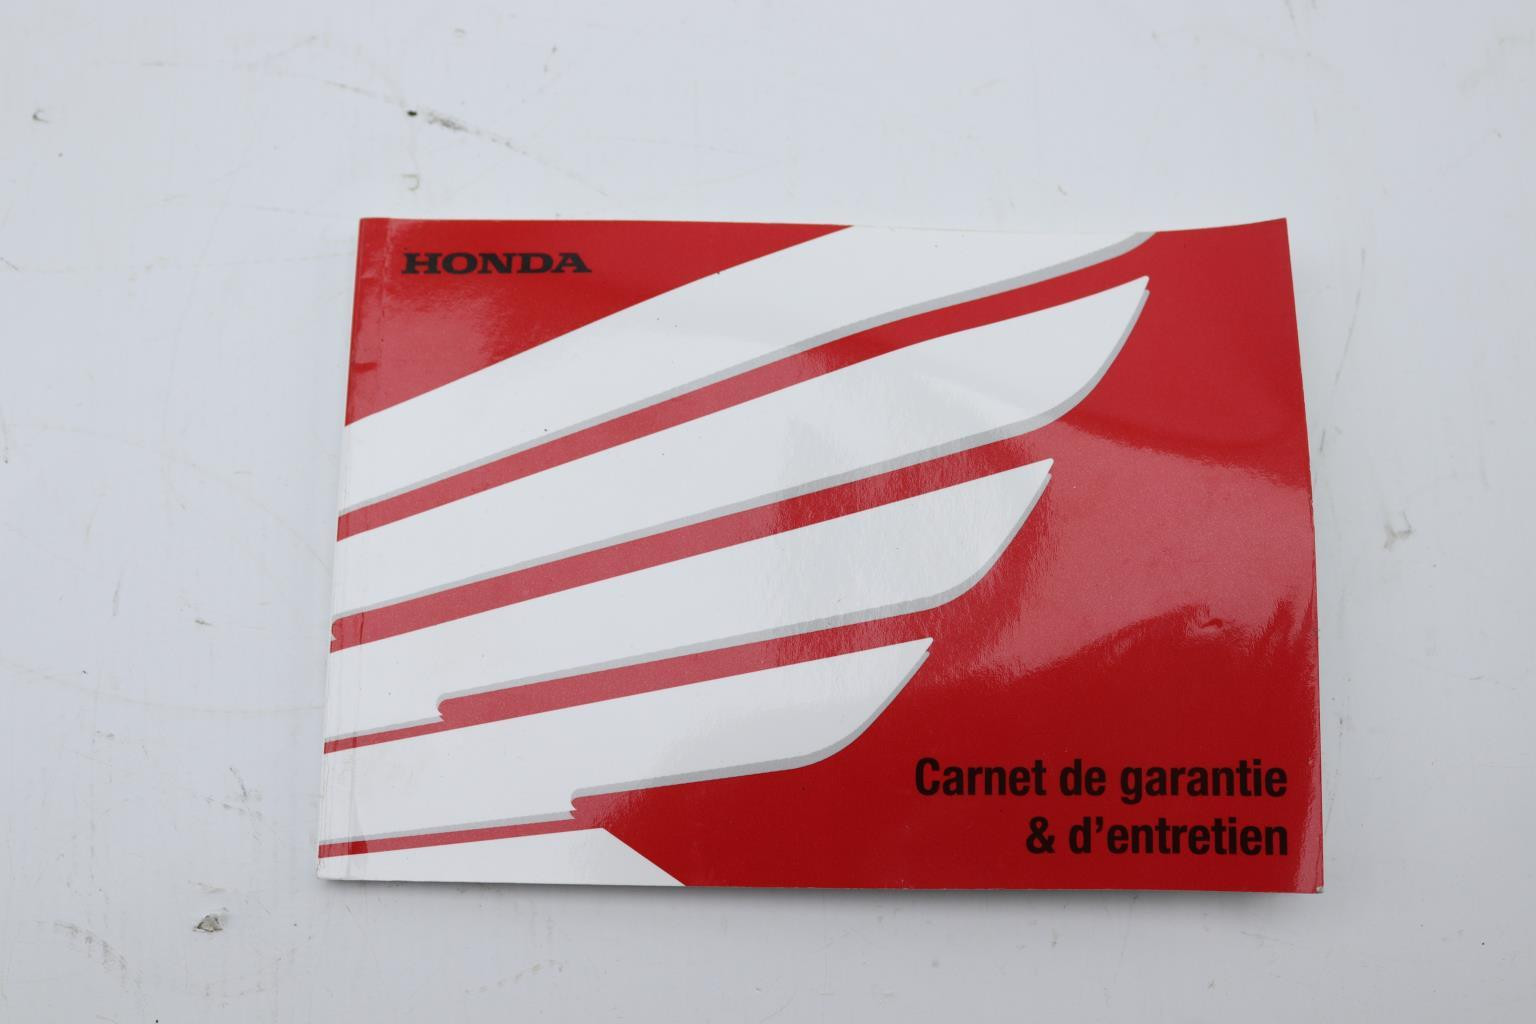 HONDA
Carnet de garantie
& d'entretien